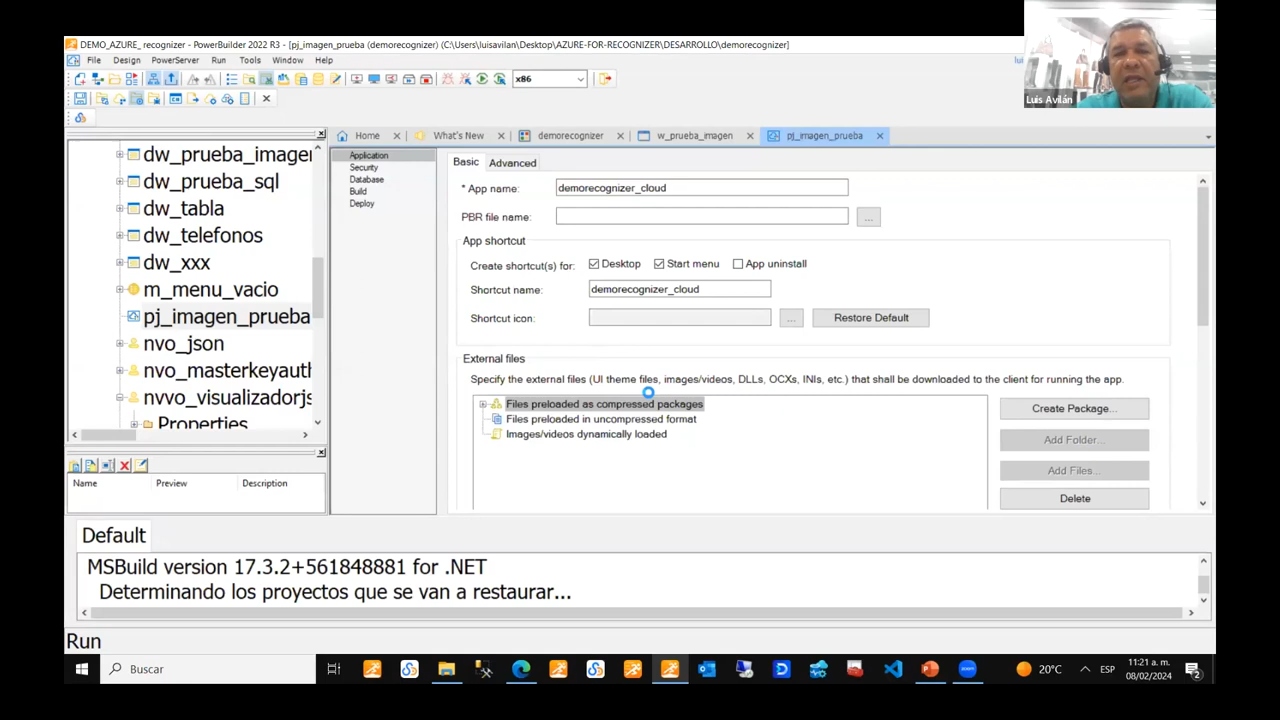 DEMO_AZURE_ recognizer - PowerBuilder 2022 R3 - [pj_imagen_prueba (demorecognizer) (C:\Users\luisavilan\Desktop\AZURE-FOR-RECOGNIZER\DESARROLLO\demorecognizer]
File Design PowerServer Run Tools Window Help
x86
Luis Avilán
Home What's New demorecognizer w_prueba_imagen pj_imagen_prueba
dw_prueba_imager
dw_prueba_sql
dw_tabla
dw_telefonos
dw_xxx
m_menu_vacio
pj_imagen_prueba
nvo_json
nvo_masterkeyauth
nvvo_visualizadorjs
Properties
Name Preview Description
Application
Security
Database
Build
Deploy
Basic Advanced
* App name: demorecognizer_cloud
PBR file name: ...
App shortcut
Create shortcut(s) for: Desktop Start menu App uninstall
Shortcut name: demorecognizer_cloud
Shortcut icon: ... Restore Default
External files
Specify the external files (UI theme files, images/videos, DLLs, OCXs, INIs, etc.) that shall be downloaded to the client for running the app.
Files preloaded as compressed packages
Files preloaded in uncompressed format
Images/videos dynamically loaded
Create Package...
Add Folder...
Add Files...
Delete
Default
MSBuild version 17.3.2+561848881 for .NET
Determinando los proyectos que se van a restaurar...
Run
Buscar
20°C
ESP
11:21 a. m.
08/02/2024
2